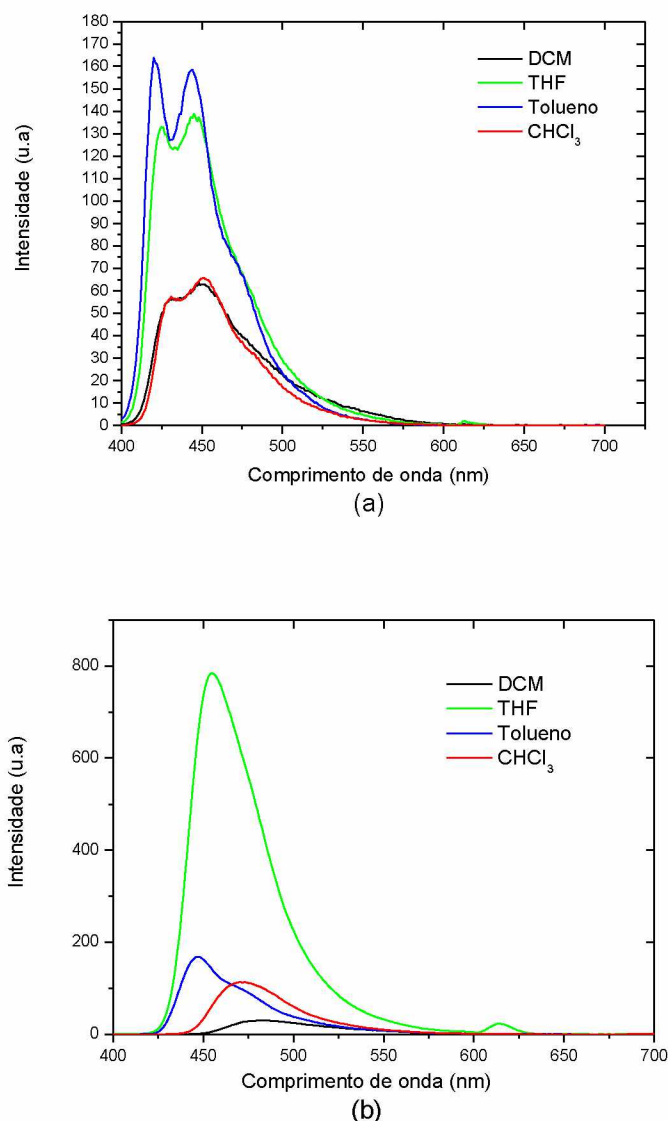 180
170
160
150
140
130
120
110
100
90
80
70
60
50
40
30
20
10
0
Intensidade (u.a)
DCM
THF
Tolueno
CHCl₃
400 450 500 550 600 650 700
Comprimento de onda (nm)
(a)
800
600
400
200
0
Intensidade (u.a)
DCM
THF
Tolueno
CHCl₃
400 450 500 550 600 650 700
Comprimento de onda (nm)
(b)